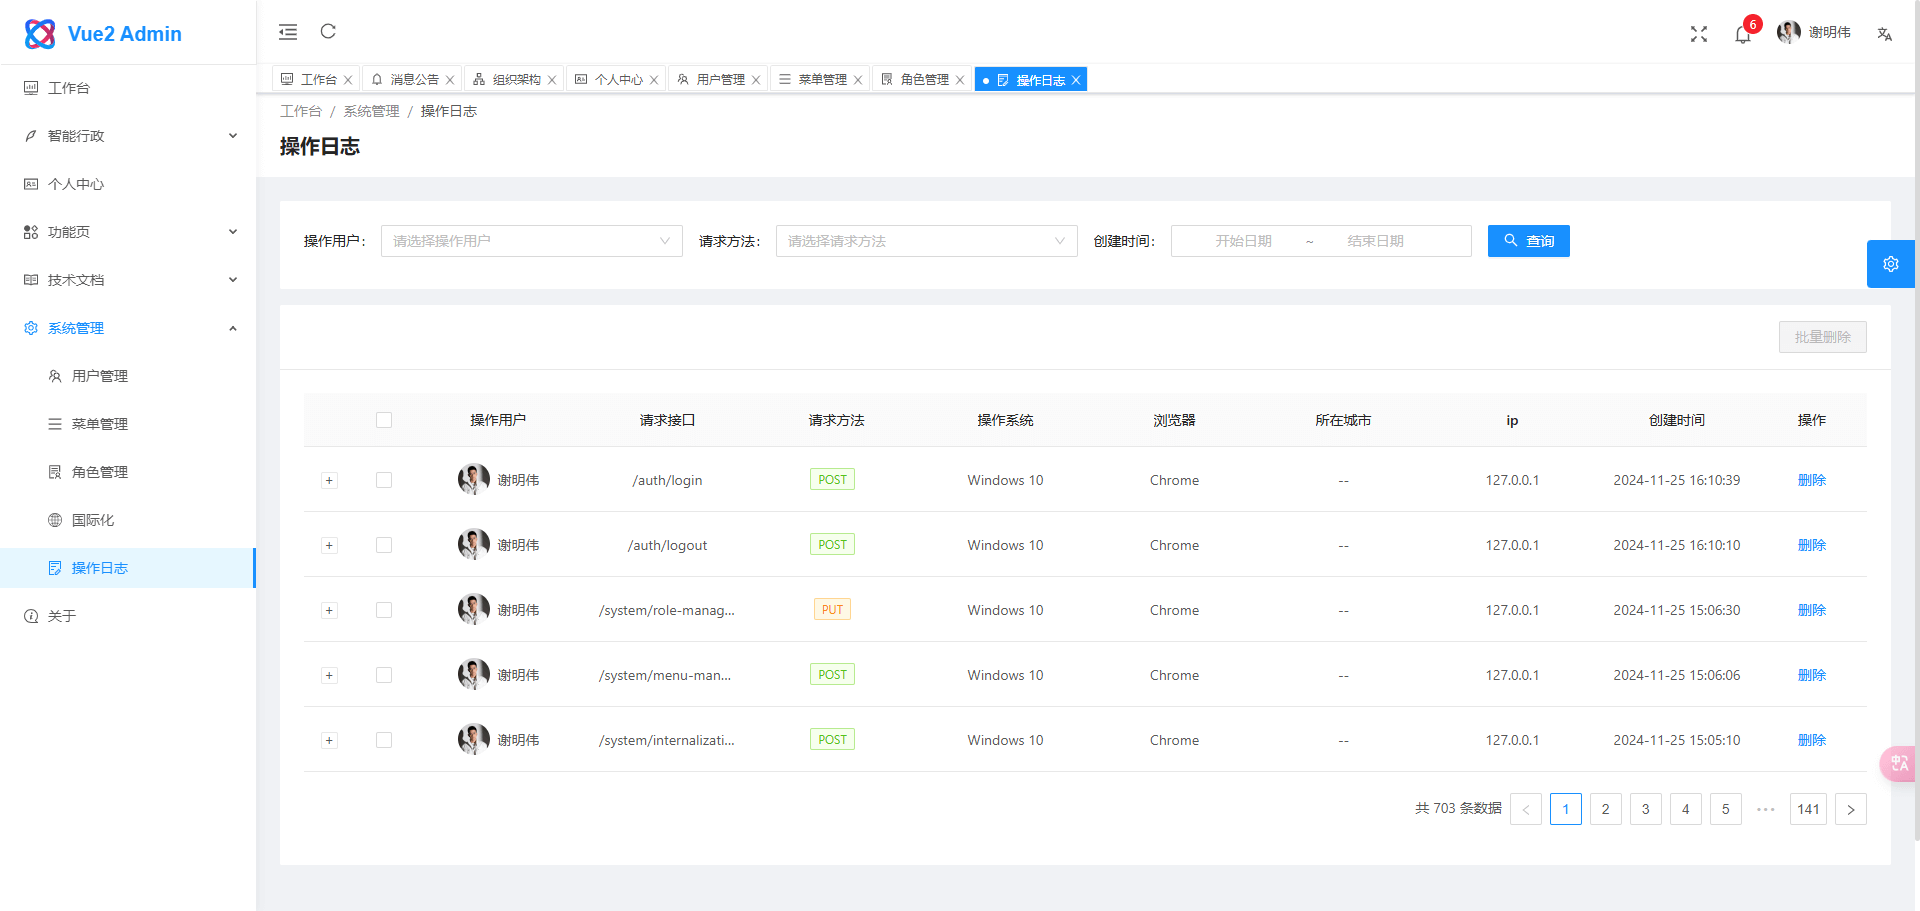 Vue2 Admin
6
谢明伟
工作台
消息公告
组织架构
个人中心
用户管理
菜单管理
角色管理
操作日志
工作台 / 系统管理 / 操作日志
操作日志
工作台
智能行政
个人中心
功能页
技术文档
系统管理
用户管理
菜单管理
角色管理
国际化
操作日志
关于
操作用户: 请选择操作用户 请求方法: 请选择请求方法 创建时间: 开始日期 ~ 结束日期 查询
批量删除
操作用户 请求接口 请求方法 操作系统 浏览器 所在城市 ip 创建时间 操作
谢明伟 /auth/login POST Windows 10 Chrome -- 127.0.0.1 2024-11-25 16:10:39 删除
谢明伟 /auth/logout POST Windows 10 Chrome -- 127.0.0.1 2024-11-25 16:10:10 删除
谢明伟 /system/role-manag... PUT Windows 10 Chrome -- 127.0.0.1 2024-11-25 15:06:30 删除
谢明伟 /system/menu-man... POST Windows 10 Chrome -- 127.0.0.1 2024-11-25 15:06:06 删除
谢明伟 /system/internalizati... POST Windows 10 Chrome -- 127.0.0.1 2024-11-25 15:05:10 删除
共 703 条数据 < 1 2 3 4 5 ••• 141 >